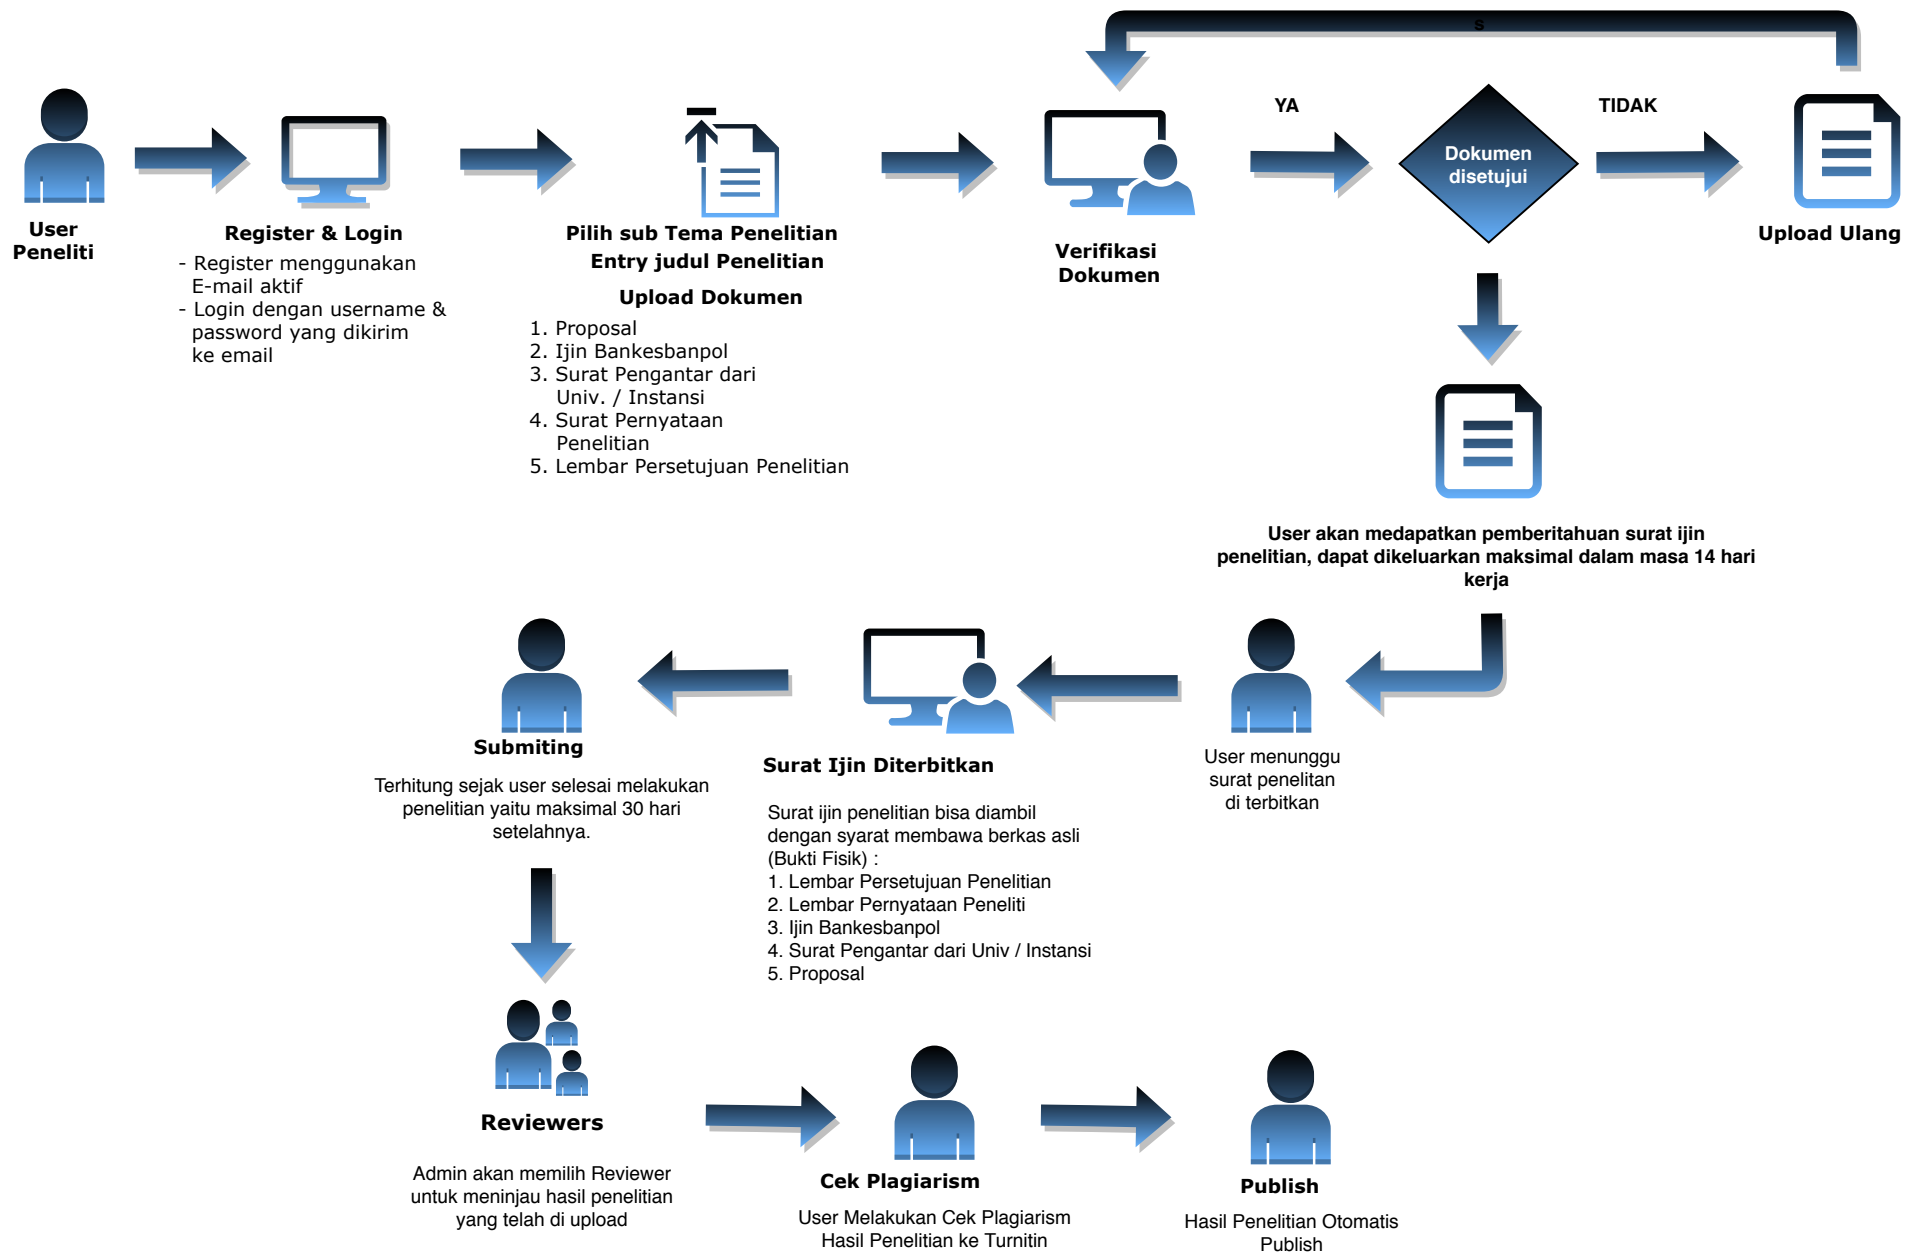 s
User
Peneliti
Register & Login
- Register menggunakan
E-mail aktif
- Login dengan username &
password yang dikirim
ke email
Pilih sub Tema Penelitian
Entry judul Penelitian
Upload Dokumen
1. Proposal
2. Ijin Bankesbanpol
3. Surat Pengantar dari
Univ. / Instansi
4. Surat Pernyataan
Penelitian
5. Lembar Persetujuan Penelitian
Verifikasi
Dokumen
YA
Dokumen
disetujui
TIDAK
Upload Ulang
User akan medapatkan pemberitahuan surat ijin
penelitian, dapat dikeluarkan maksimal dalam masa 14 hari
kerja
User menunggu
surat penelitan
di terbitkan
Surat Ijin Diterbitkan
Surat ijin penelitian bisa diambil
dengan syarat membawa berkas asli
(Bukti Fisik) :
1. Lembar Persetujuan Penelitian
2. Lembar Pernyataan Peneliti
3. Ijin Bankesbanpol
4. Surat Pengantar dari Univ / Instansi
5. Proposal
Submiting
Terhitung sejak user selesai melakukan
penelitian yaitu maksimal 30 hari
setelahnya.
Reviewers
Admin akan memilih Reviewer
untuk meninjau hasil penelitian
yang telah di upload
Cek Plagiarism
User Melakukan Cek Plagiarism
Hasil Penelitian ke Turnitin
Publish
Hasil Penelitian Otomatis
Publish